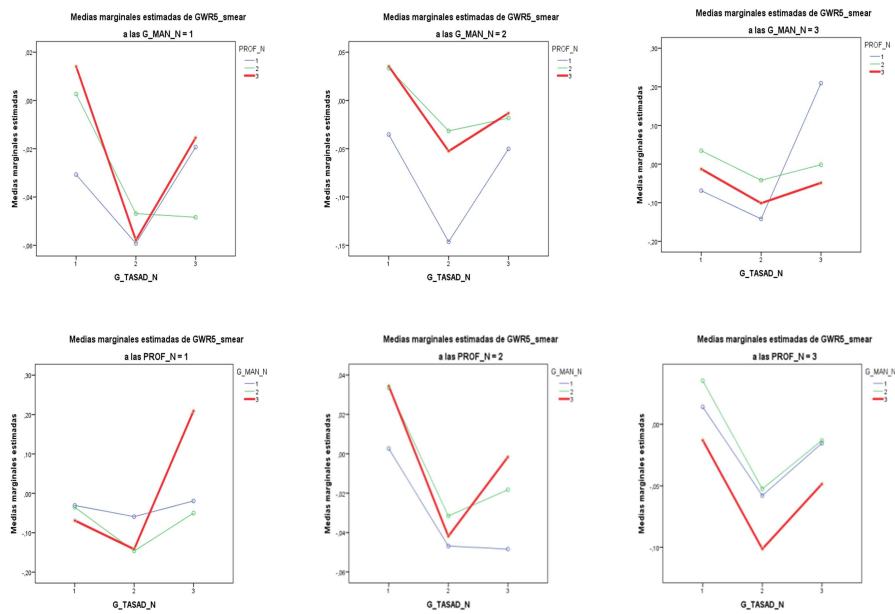 Medias marginales estimadas de GWR5_smear
a las G_MAN_N = 1
PROF_N
1
2
3
Medias marginales estimadas
,02
,00
-,02
-,04
-,06
1 2 3
G_TASAD_N
Medias marginales estimadas de GWR5_smear
a las G_MAN_N = 2
PROF_N
1
2
3
Medias marginales estimadas
,05
,00
-,05
-,10
-,15
1 2 3
G_TASAD_N
Medias marginales estimadas de GWR5_smear
a las G_MAN_N = 3
PROF_N
1
2
3
Medias marginales estimadas
,30
,20
,10
,00
-,10
-,20
1 2 3
G_TASAD_N
Medias marginales estimadas de GWR5_smear
a las PROF_N = 1
G_MAN_N
1
2
3
Medias marginales estimadas
,30
,20
,10
,00
-,10
-,20
1 2 3
G_TASAD_N
Medias marginales estimadas de GWR5_smear
a las PROF_N = 2
G_MAN_N
1
2
3
Medias marginales estimadas
,04
,02
,00
-,02
-,04
-,06
1 2 3
G_TASAD_N
Medias marginales estimadas de GWR5_smear
a las PROF_N = 3
G_MAN_N
1
2
3
Medias marginales estimadas
,00
-,05
-,10
1 2 3
G_TASAD_N